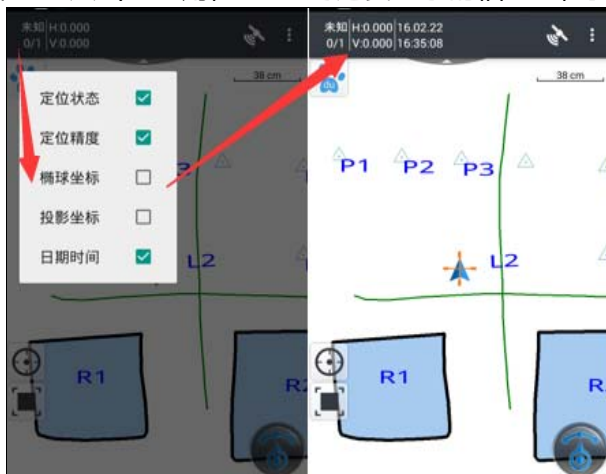 未知 H:0.000
0/1 V:0.000
38 cm
定位状态
定位精度
椭球坐标
投影坐标
日期时间
3
L2
R1
R
未知 H:0.000 16.02.22
0/1 V:0.000 16:35:08
du
38 cm
P1 P2 P3
L2
R1
R